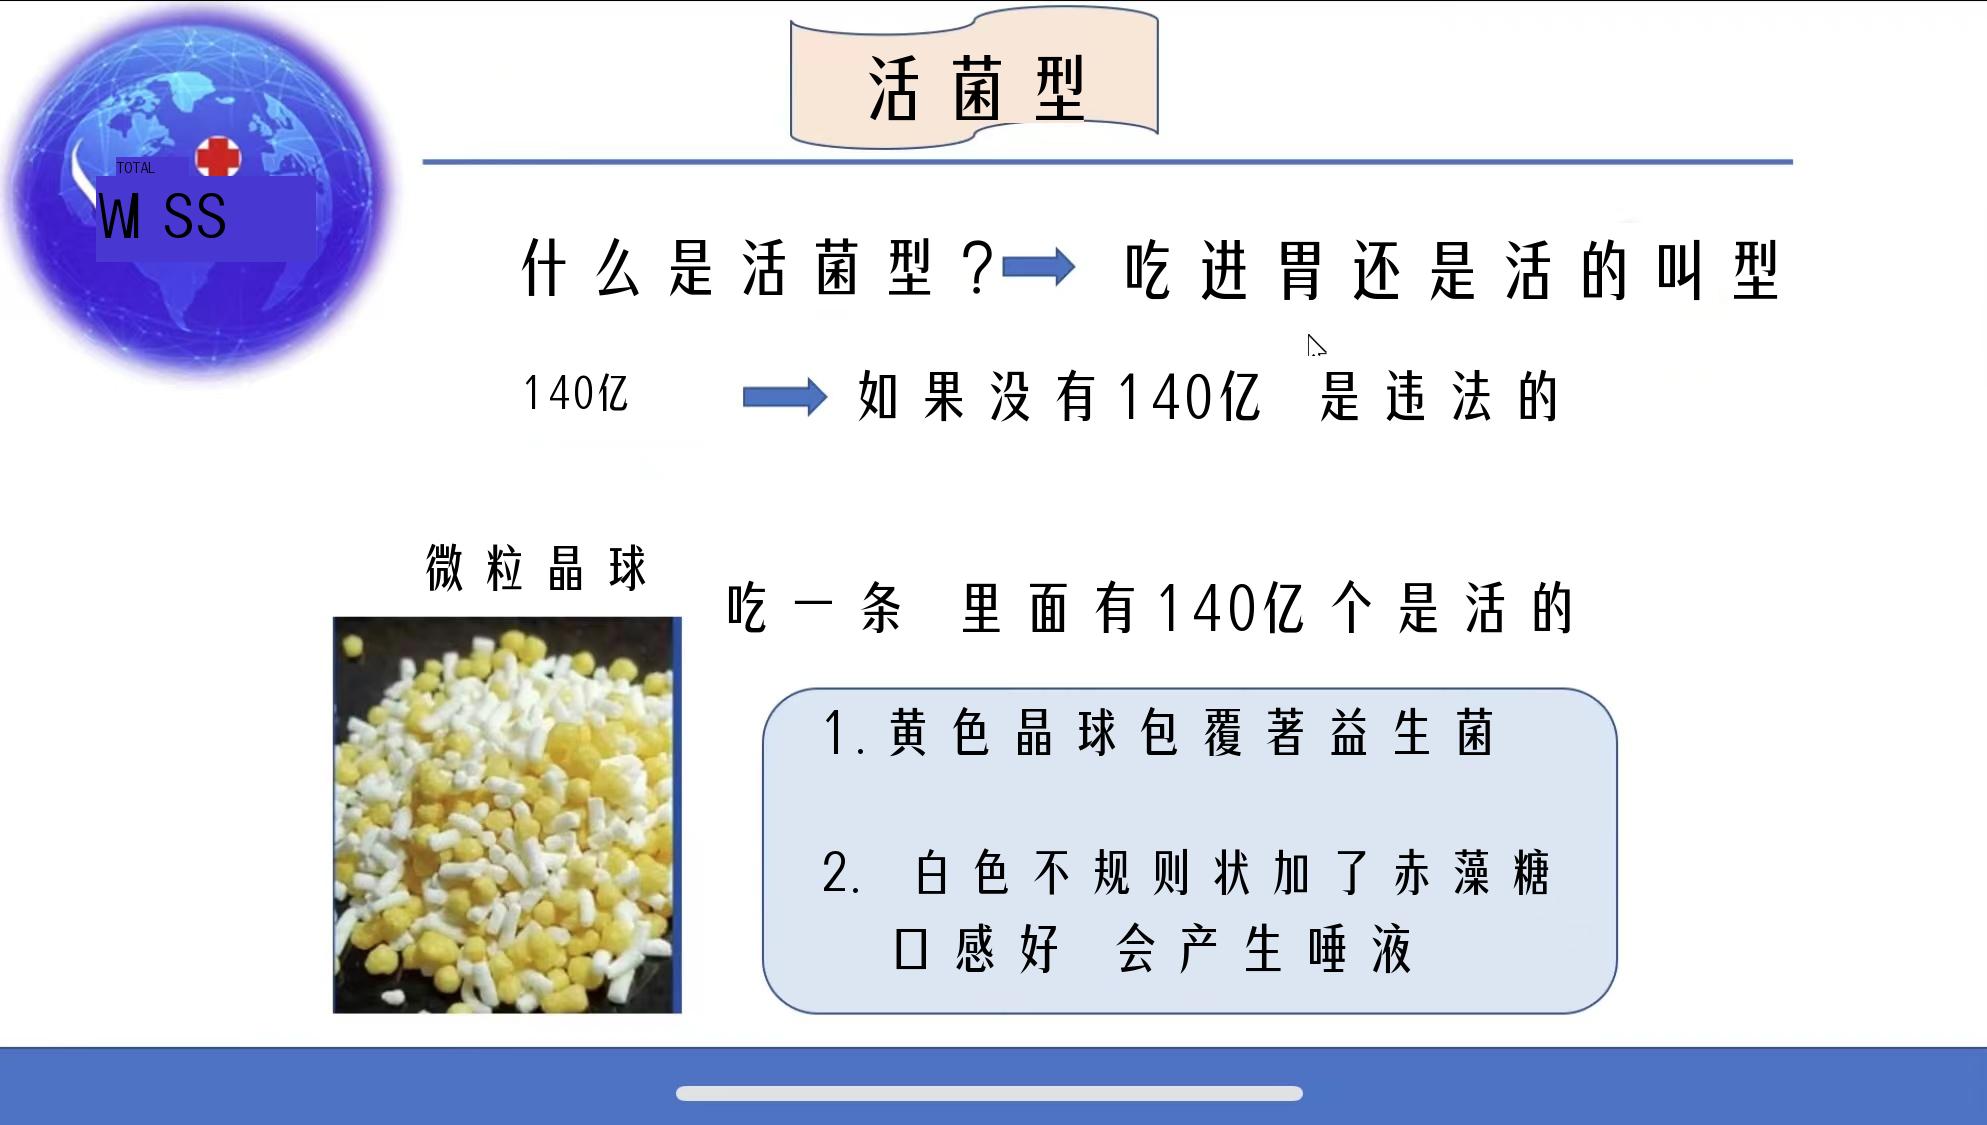 活菌型
TOTAL
WISS
什么是活菌型?
吃进胃还是活的叫型
140亿
如果没有140亿 是违法的
微粒晶球
吃一条 里面有140亿个是活的
1.黄色晶球包覆著益生菌
2. 白色不规则状加了赤藻糖
口感好 会产生唾液